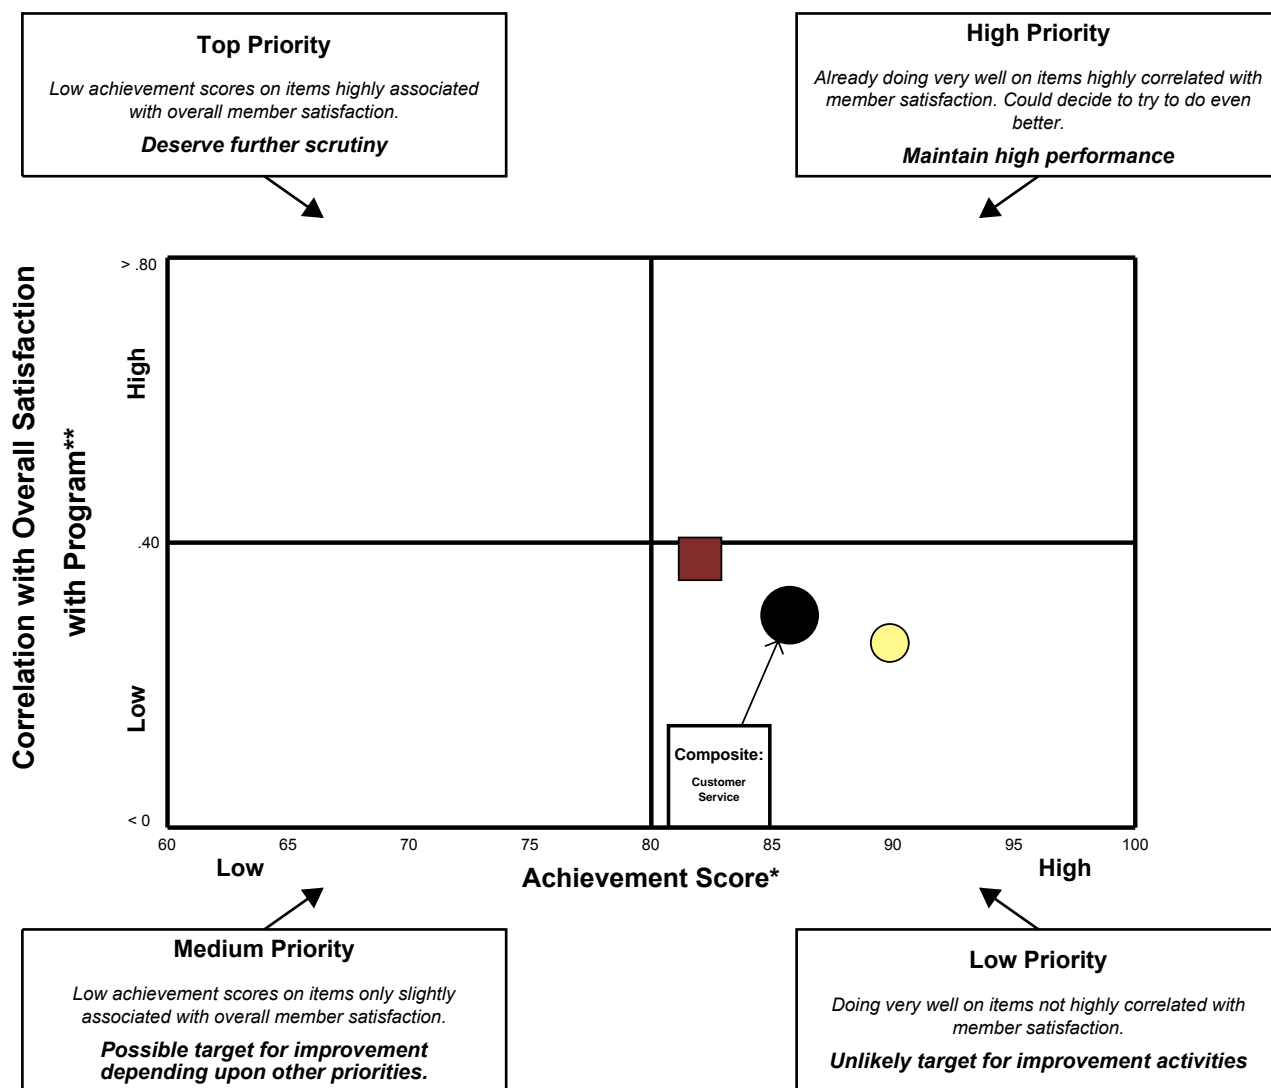 Top Priority
Low achievement scores on items highly associated
with overall member satisfaction.
Deserve further scrutiny
High Priority
Already doing very well on items highly correlated with
member satisfaction. Could decide to try to do even
better.
Maintain high performance
Correlation with Overall Satisfaction
with Program**
> .80
High
.40
Low
< 0
Composite:
Customer
Service
60
65
70
75
80
85
90
95
100
Low
Achievement Score*
High
Medium Priority
Low achievement scores on items only slightly
associated with overall member satisfaction.
Possible target for improvement
depending upon other priorities.
Low Priority
Doing very well on items not highly correlated with
member satisfaction.
Unlikely target for improvement activities